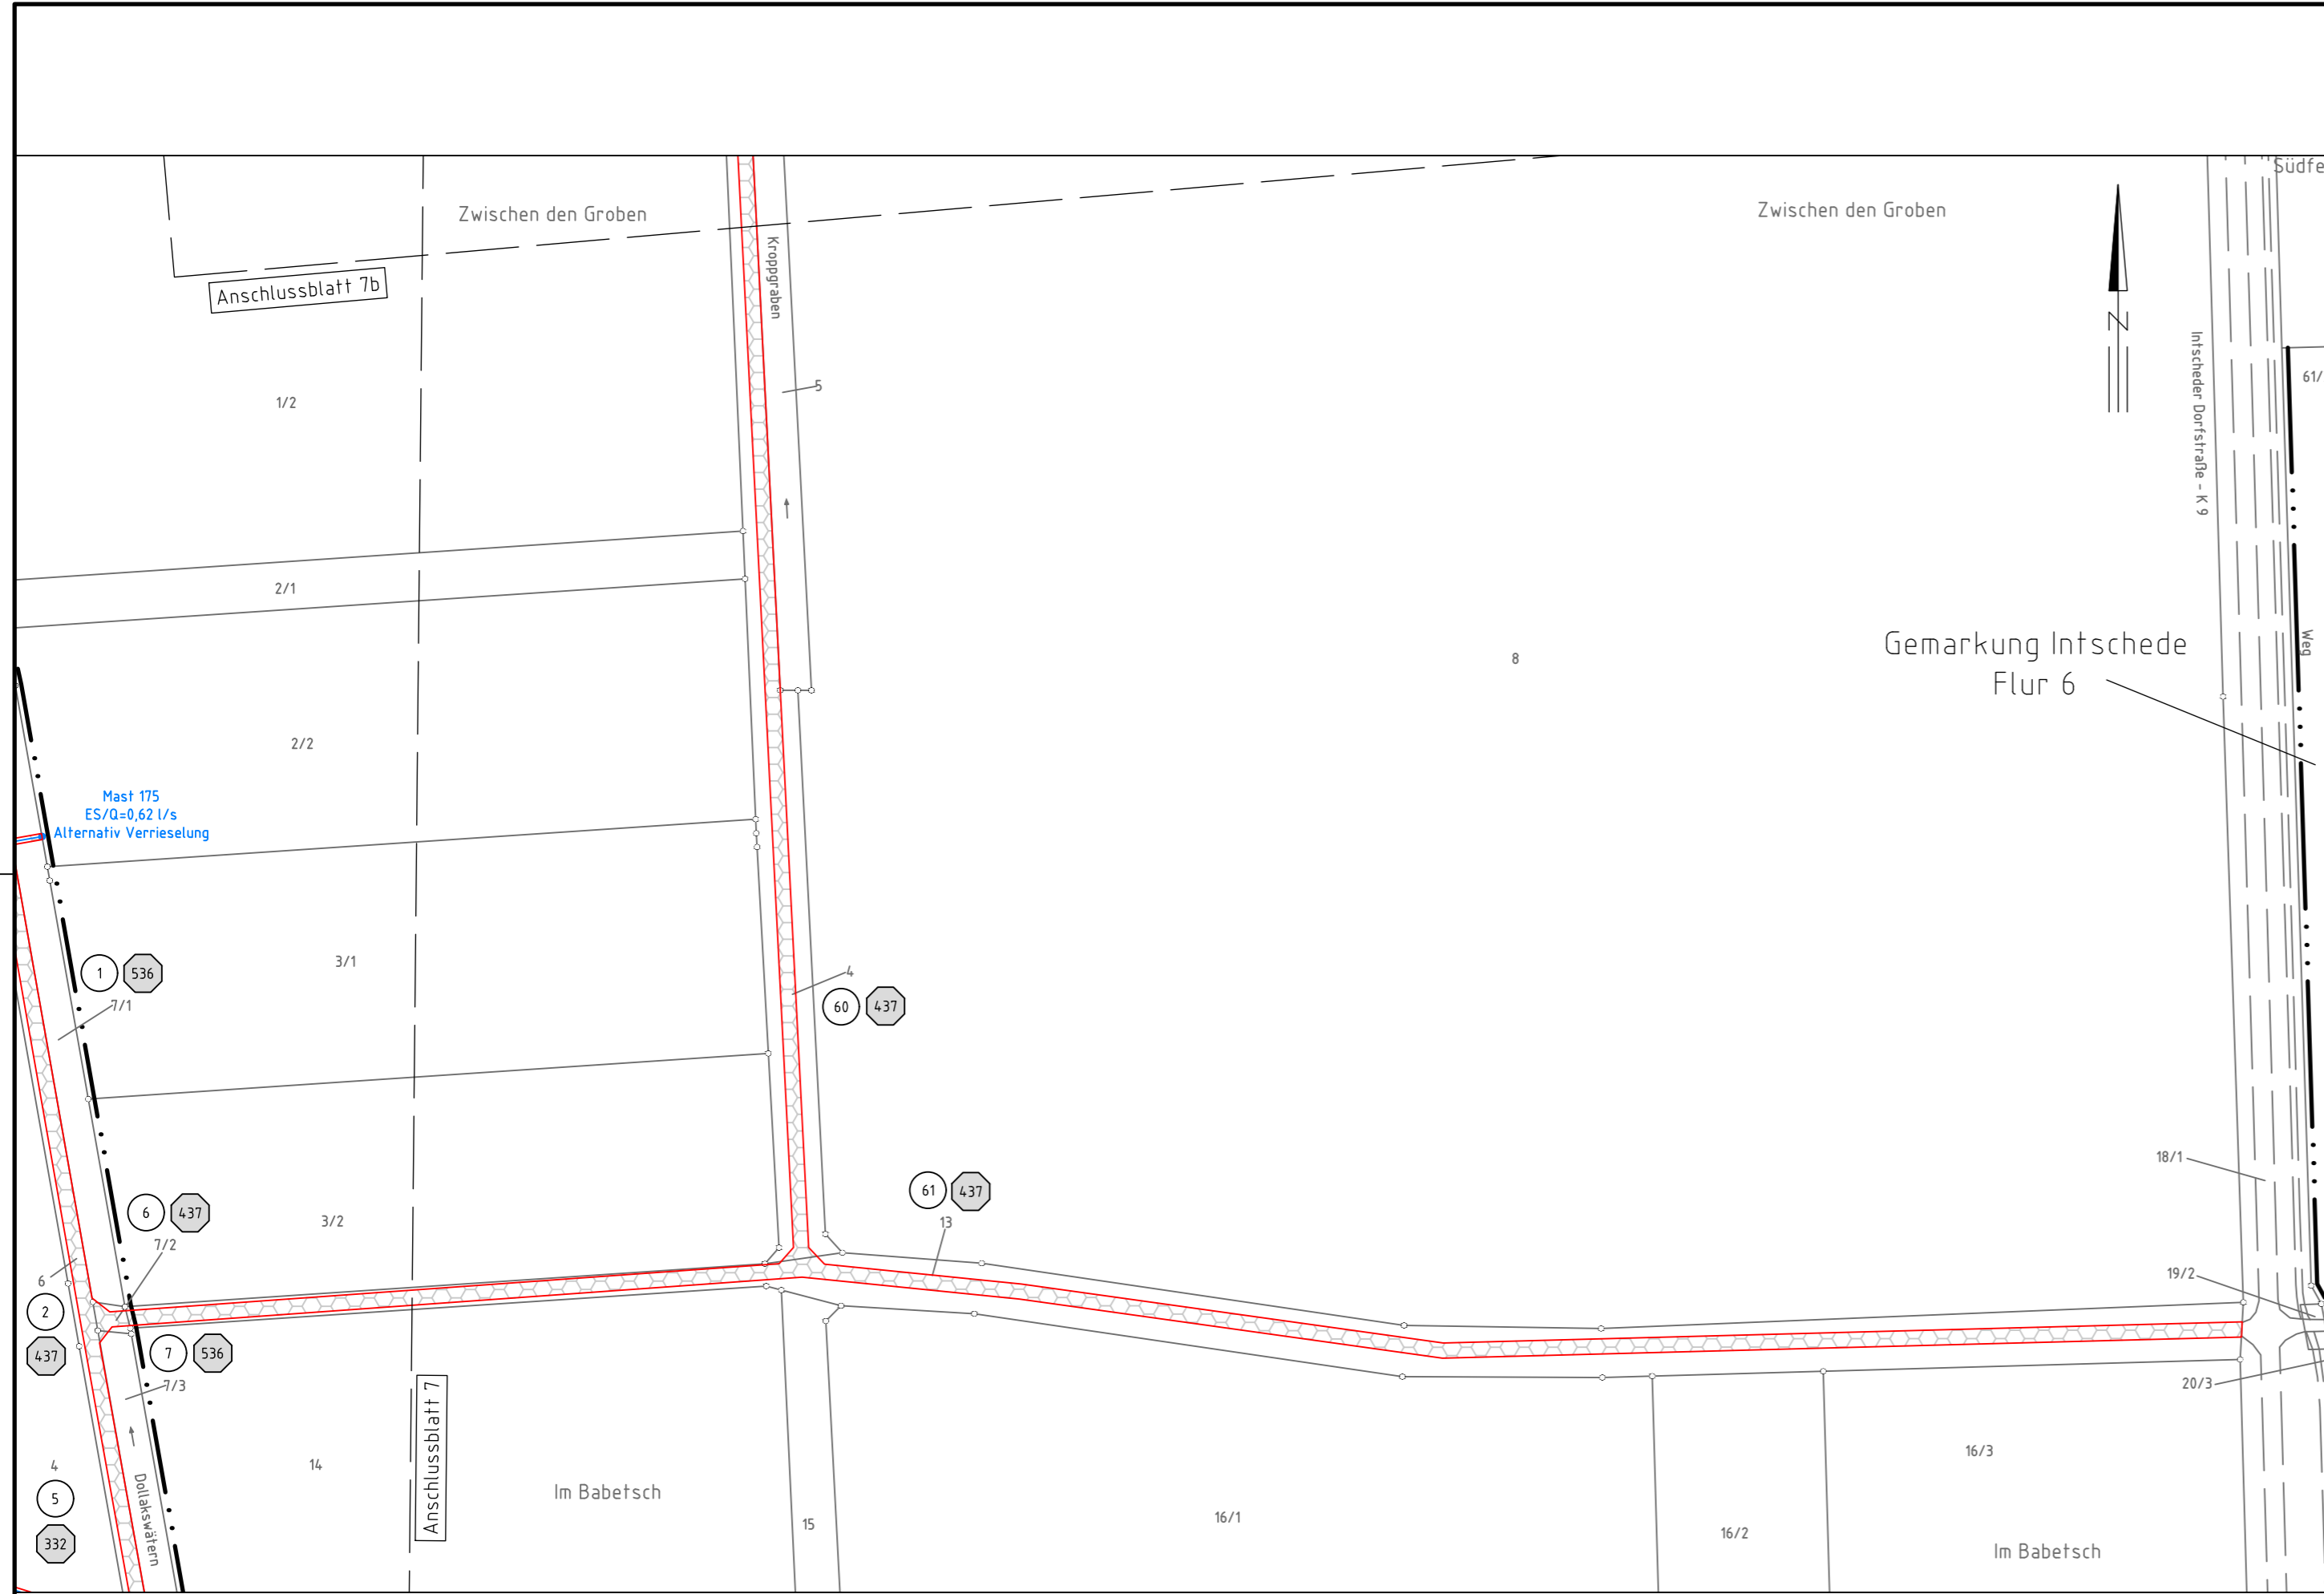 Südfe
Zwischen den Groben
Zwischen den Groben
Kroppgraben
Anschlussblatt 7b
N
Intscheder Dorfstraße - K 9
61/
5
1/2
2/1
Weg
Gemarkung Intschede
Flur 6
8
2/2
Mast 175
ES/Q=0,62 l/s
Alternativ Verrieselung
3/1
1
536
4
7/1
60
437
18/1
61
437
6
437
3/2
13
7/2
6
19/2
2
437
7
536
7/3
20/3
Anschlussblatt 7
16/3
4
14
5
Im Babetsch
Dollakswätern
15
16/1
16/2
332
Im Babetsch